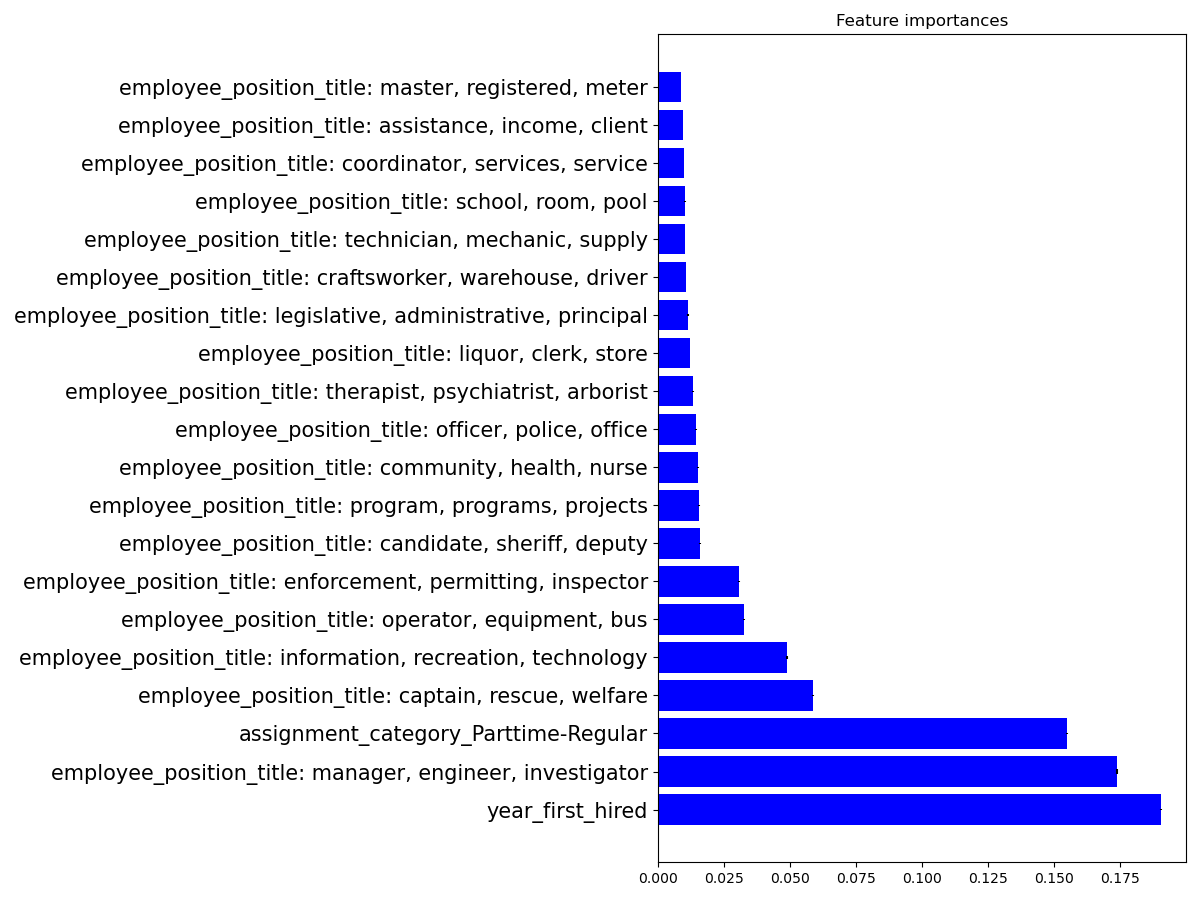 Feature importances
employee_position_title: master, registered, meter
employee_position_title: assistance, income, client
employee_position_title: coordinator, services, service
employee_position_title: school, room, pool
employee_position_title: technician, mechanic, supply
employee_position_title: craftsworker, warehouse, driver
employee_position_title: legislative, administrative, principal
employee_position_title: liquor, clerk, store
employee_position_title: therapist, psychiatrist, arborist
employee_position_title: officer, police, office
employee_position_title: community, health, nurse
employee_position_title: program, programs, projects
employee_position_title: candidate, sheriff, deputy
employee_position_title: enforcement, permitting, inspector
employee_position_title: operator, equipment, bus
employee_position_title: information, recreation, technology
employee_position_title: captain, rescue, welfare
assignment_category_Parttime-Regular
employee_position_title: manager, engineer, investigator
year_first_hired
0.000 0.025 0.050 0.075 0.100 0.125 0.150 0.175